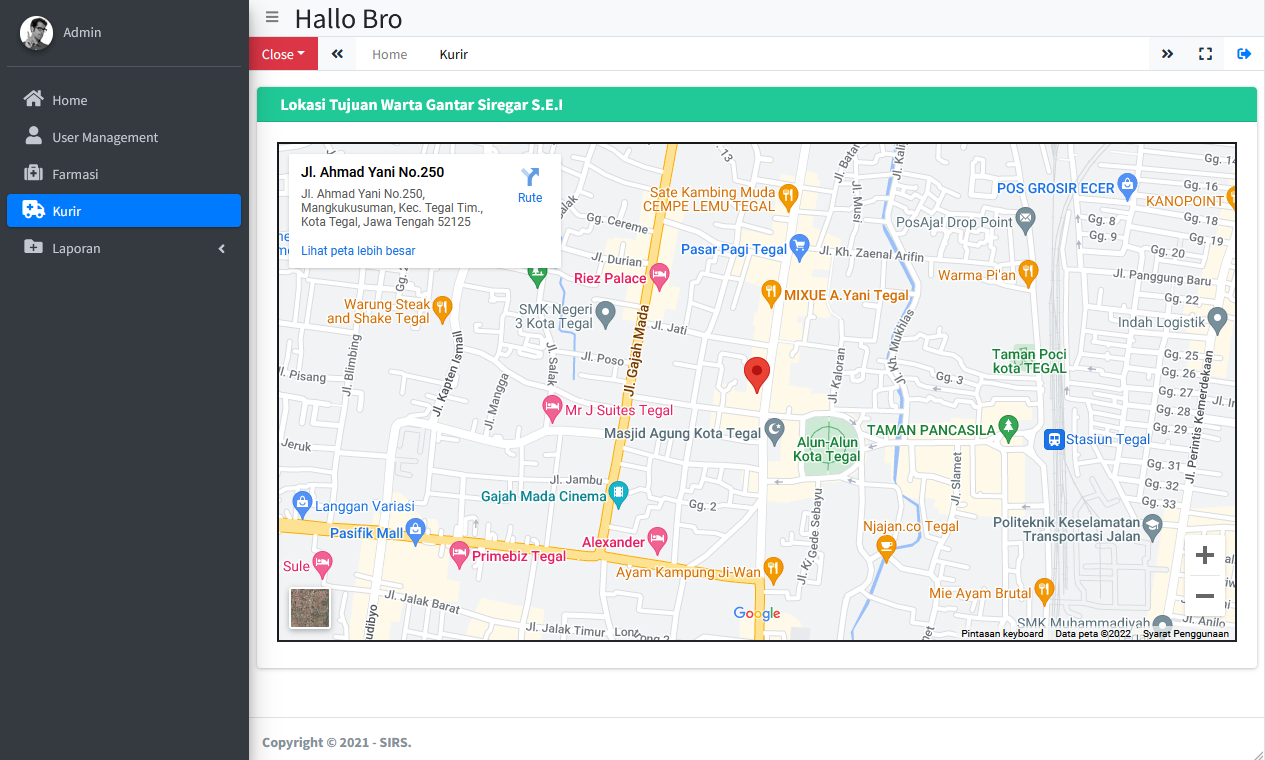 Admin
Home
User Management
Farmasi
Kurir
Laporan
Hallo Bro
Close
Home
Kurir
Lokasi Tujuan Warta Gantar Siregar S.E.I
Jl. Ahmad Yani No.250
Jl. Ahmad Yani No.250,
Mangkukusuman, Kec. Tegal Tim.,
Kota Tegal, Jawa Tengah 52125
Lihat peta lebih besar
Rute
Sate Kambing Muda
CEMPE LEMU TEGAL
Jl. Musi
POS GROSIR ECER
Gg. 14
Gg. 16
KANOPOINT
Gg. 18
Gg. 8
Gg. 9
Gg. 19
Gg. 20
PosAja! Drop Point
Gg. Cereme
Pasar Pagi Tegal
Jl. Kh. Zaenal Arifin
Jl. Durian
Riez Palace
Warma Pi'an
Jl. Panggung Baru
MIXUE A.Yani Tegal
Gg. 22
Warung Steak
and Shake Tegal
SMK Negeri
3 Kota Tegal
Jl. Jati
Jl. Gajah Mada
Jl. Kh. Mukhlas
Indah Logistik
Gg. 25
Gg. 26
Gg. 27
Gg. 28
Gg. 29
Jl. Blimbing
Jl. Kapten Ismail
Jl. Salak
Jl. Poso
Jl. Kaloran
Taman Poci
kota TEGAL
Gg. 3
Jl. Pisang
Jl. Mangga
Jl. Perintis Kemerdekaan
Mr J Suites Tegal
Masjid Agung Kota Tegal
Alun-Alun
Kota Tegal
TAMAN PANCASILA
Stasiun Tegal
Jeruk
Gg. 31
Gg. 32
Gg. 33
Jl. Jambu
Jl. Slamet
Gajah Mada Cinema
Gg. 2
Langgan Variasi
Pasifik Mall
Jl. Ki Gede Sebayu
Njajan.co Tegal
Politeknik Keselamatan
Transportasi Jalan
Alexander
Primebiz Tegal
Sule
Ayam Kampung Ji-Wan
Mie Ayam Brutal
Jl. Jalak Barat
Jl. Jalak Timur
Google
SMK Muhammadiyah
Jl. Anilo
Pintasan keyboard
Data peta ©2022
Syarat Penggunaan
Copyright © 2021 - SIRS.